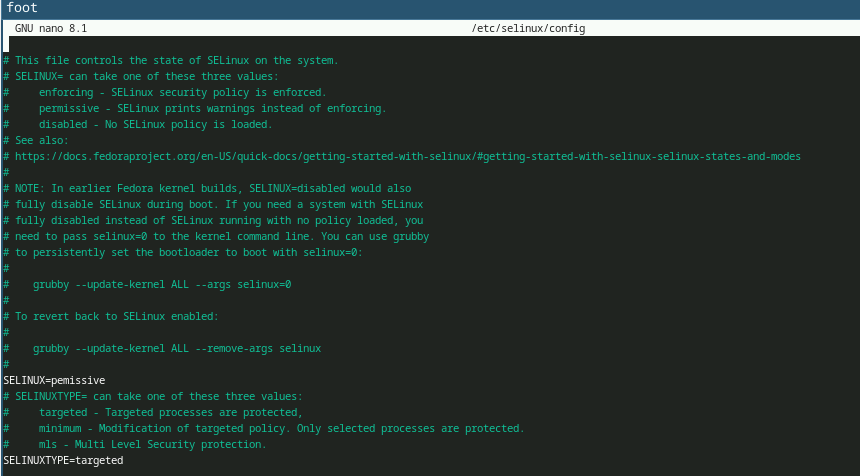 foot
GNU nano 8.1 /etc/selinux/config
# This file controls the state of SELinux on the system.
# SELINUX= can take one of these three values:
#     enforcing - SELinux security policy is enforced.
#     permissive - SELinux prints warnings instead of enforcing.
#     disabled - No SELinux policy is loaded.
# See also:
# https://docs.fedoraproject.org/en-US/quick-docs/getting-started-with-selinux/#getting-started-with-selinux-selinux-states-and-modes
#
# NOTE: In earlier Fedora kernel builds, SELINUX=disabled would also
# fully disable SELinux during boot. If you need a system with SELinux
# fully disabled instead of SELinux running with no policy loaded, you
# need to pass selinux=0 to the kernel command line. You can use grubby
# to persistently set the bootloader to boot with selinux=0:
#
#    grubby --update-kernel ALL --args selinux=0
#
# To revert back to SELinux enabled:
#
#    grubby --update-kernel ALL --remove-args selinux
#
SELINUX=pemissive
# SELINUXTYPE= can take one of these three values:
#     targeted - Targeted processes are protected,
#     minimum - Modification of targeted policy. Only selected processes are protected.
#     mls - Multi Level Security protection.
SELINUXTYPE=targeted